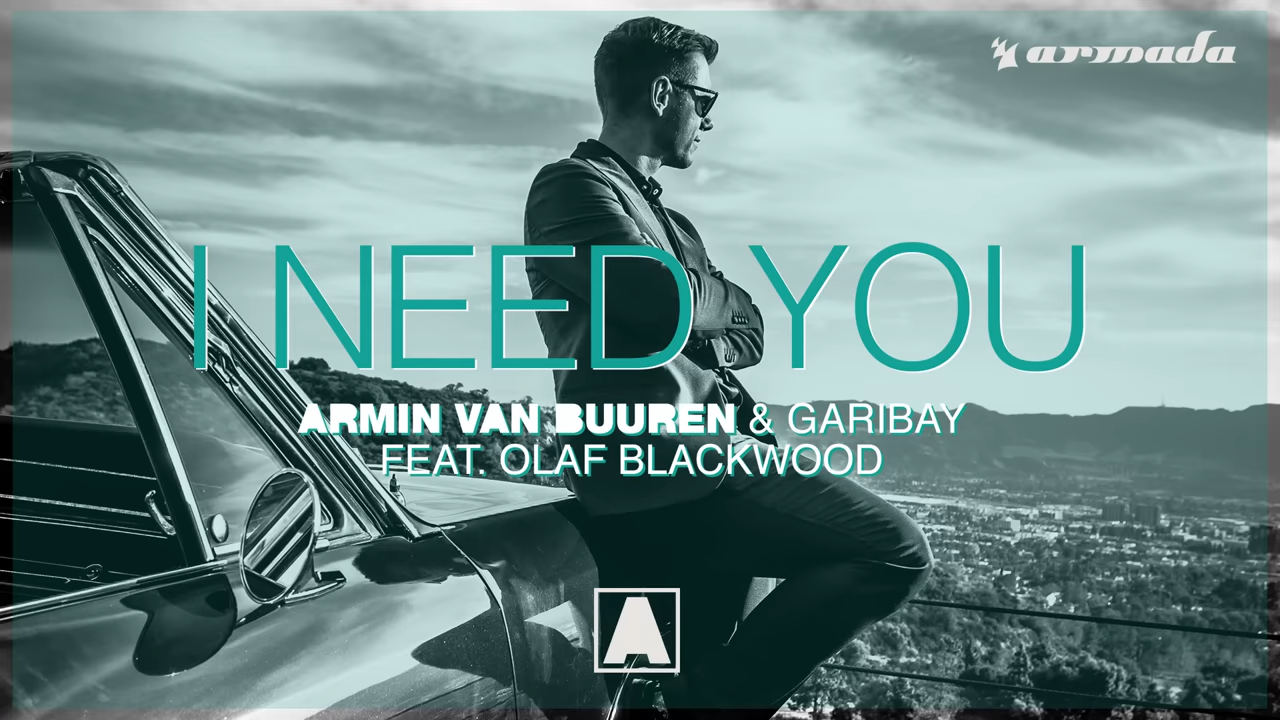 armada
I NEED YOU
ARMIN VAN BUUREN & GARIBAY
FEAT. OLAF BLACKWOOD
A